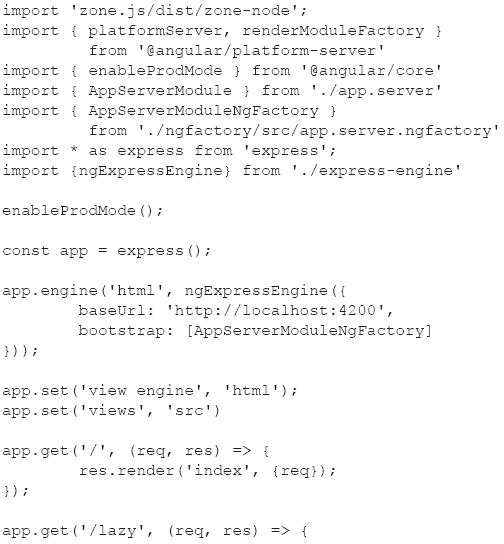 import 'zone.js/dist/zone-node';
import { platformServer, renderModuleFactory }
from '@angular/platform-server'
import { enableProdMode } from '@angular/core'
import { AppServerModule } from './app.server'
import { AppServerModuleNgFactory }
from './ngfactory/src/app.server.ngfactory'
import * as express from 'express';
import {ngExpressEngine} from './express-engine'
enableProdMode();
const app = express();
app.engine('html', ngExpressEngine({
baseUrl: 'http://localhost:4200',
bootstrap: [AppServerModuleNgFactory]
}));
app.set('view engine', 'html');
app.set('views', 'src')
app.get('/', (req, res) => {
res.render('index', {req});
});
app.get('/lazy', (req, res) => {